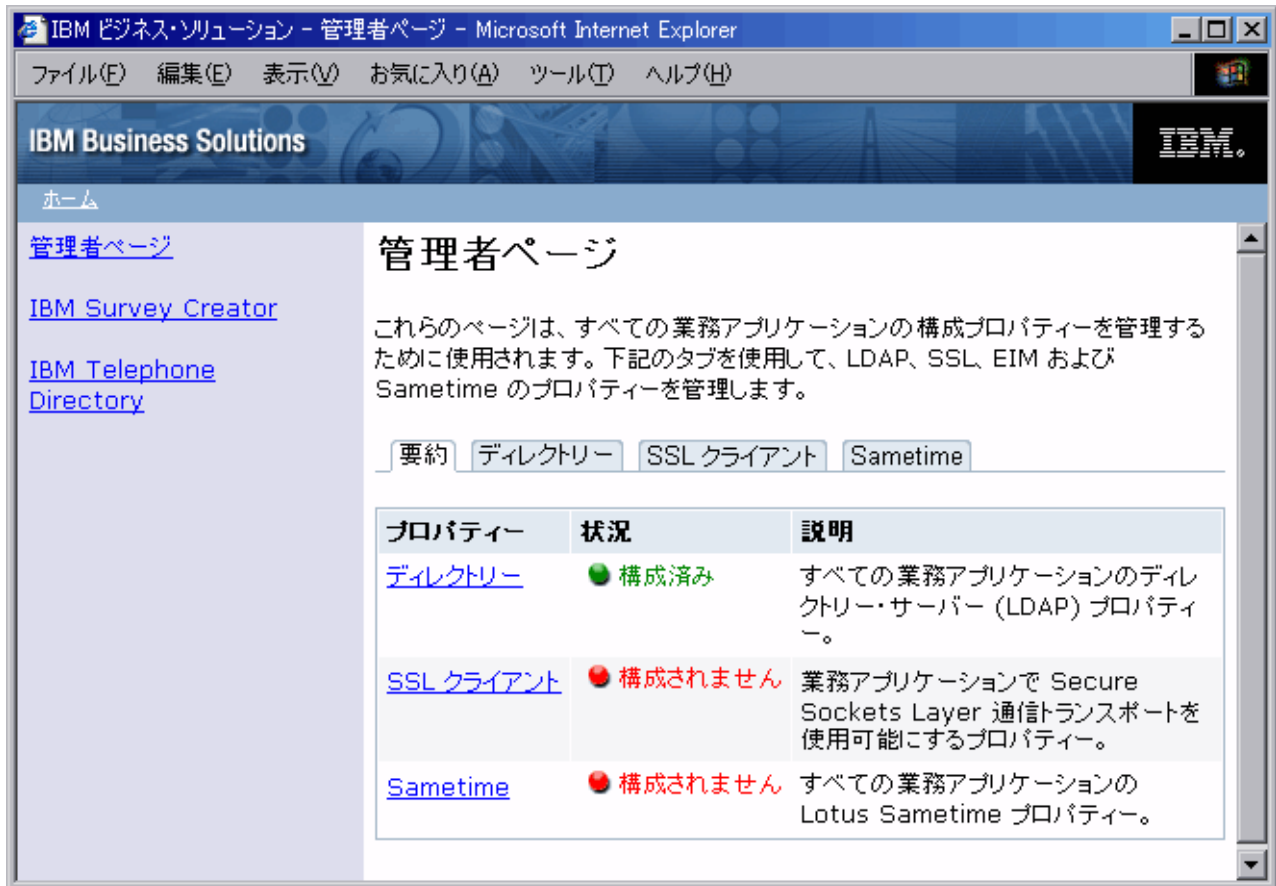 IBM ビジネス・ソリューション - 管理者ページ - Microsoft Internet Explorer
ファイル(F) 編集(E) 表示(V) お気に入り(A) ツール(T) ヘルプ(H)
IBM Business Solutions
IBM.
ホーム
管理者ページ
IBM Survey Creator
IBM Telephone
Directory
管理者ページ
これらのページは、すべての業務アプリケーションの構成プロパティーを管理する
ために使用されます。下記のタブを使用して、LDAP、SSL、EIM および
Sametime のプロパティーを管理します。
要約 ディレクトリー SSL クライアント Sametime
プロパティー 状況 説明
ディレクトリー 構成済み すべての業務アプリケーションのディレ
クトリー・サーバー (LDAP) プロパティ
ー。
SSL クライアント 構成されません 業務アプリケーションで Secure
Sockets Layer 通信トランスポートを
使用可能にするプロパティー。
Sametime 構成されません すべての業務アプリケーションの
Lotus Sametime プロパティー。